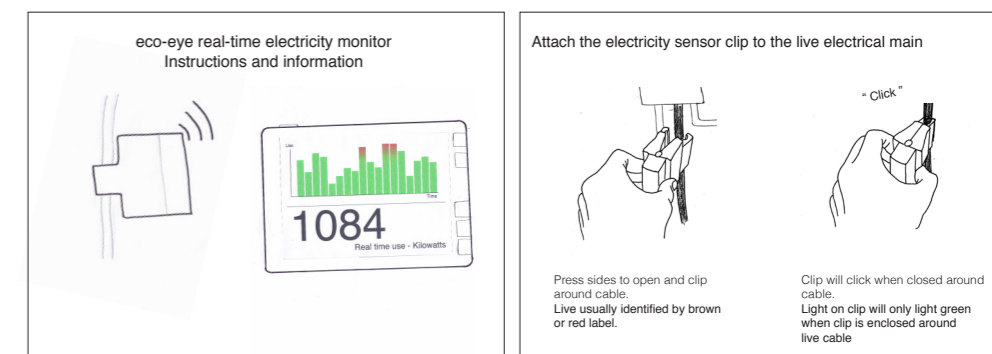 eco-eye real-time electricity monitor
Instructions and information
Use
Time
1084
Real time use - Kilowatts
Attach the electricity sensor clip to the live electrical main
“ Click ”
Press sides to open and clip
around cable.
Live usually identified by brown
or red label.
Clip will click when closed around
cable.
Light on clip will only light green
when clip is enclosed around
live cable